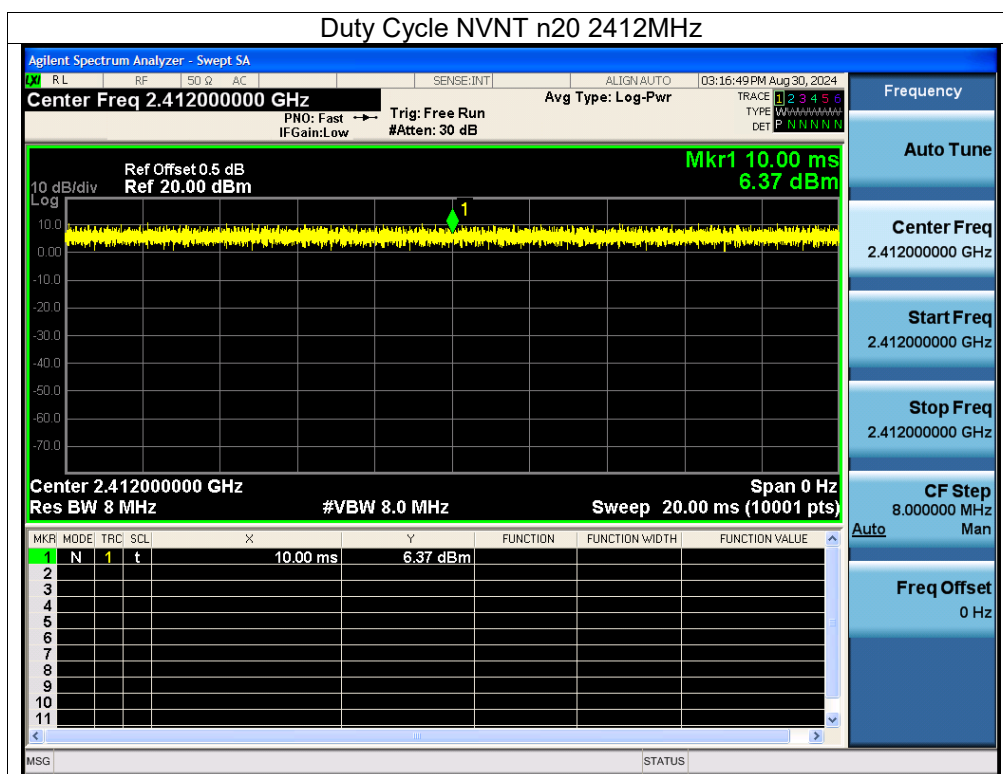 Duty Cycle NVNT n20 2412MHz
Agilent Spectrum Analyzer - Swept SA
LXI RL RF 50 Ω AC SENSE:INT ALIGN AUTO 03:16:49 PM Aug 30, 2024
Center Freq 2.412000000 GHz
PNO: Fast
IFGain:Low
Trig: Free Run
#Atten: 30 dB
Avg Type: Log-Pwr
TRACE 1 2 3 4 5 6
TYPE WWWWWW
DET P N N N N N
Ref Offset 0.5 dB
10 dB/div Ref 20.00 dBm
Log
Mkr1 10.00 ms
6.37 dBm
1
10.0
0.00
-10.0
-20.0
-30.0
-40.0
-50.0
-60.0
-70.0
Center 2.412000000 GHz Span 0 Hz
Res BW 8 MHz #VBW 8.0 MHz Sweep 20.00 ms (10001 pts)
MKR MODE TRC SCL X Y FUNCTION FUNCTION WIDTH FUNCTION VALUE
1 N 1 t 10.00 ms 6.37 dBm
2
3
4
5
6
7
8
9
10
11
MSG STATUS
Frequency
Auto Tune
Center Freq
2.412000000 GHz
Start Freq
2.412000000 GHz
Stop Freq
2.412000000 GHz
CF Step
8.000000 MHz
Auto Man
Freq Offset
0 Hz